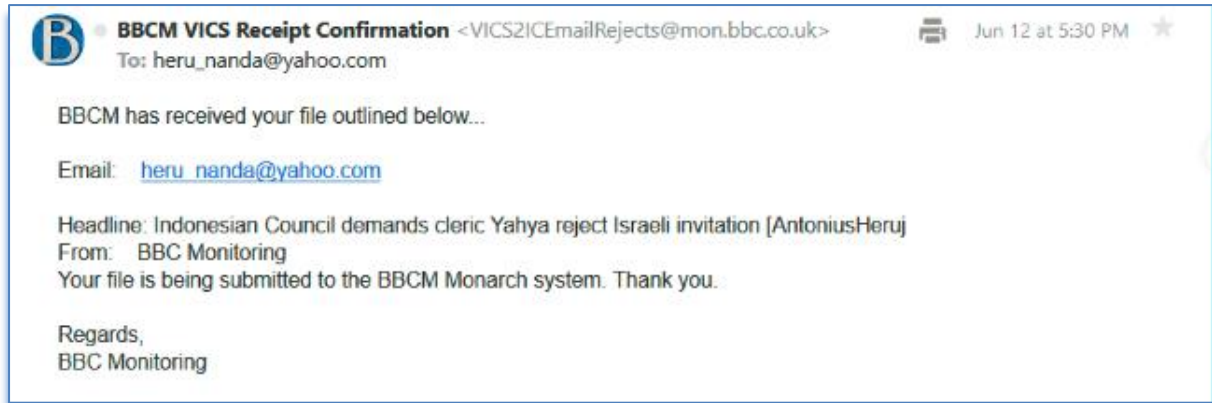 B
BBCM VICS Receipt Confirmation <VICS2ICEmailRejects@mon.bbc.co.uk> Jun 12 at 5:30 PM
To: heru_nanda@yahoo.com
BBCM has received your file outlined below...
Email: heru_nanda@yahoo.com
Headline: Indonesian Council demands cleric Yahya reject Israeli invitation [AntoniusHeruj
From: BBC Monitoring
Your file is being submitted to the BBCM Monarch system. Thank you.
Regards,
BBC Monitoring